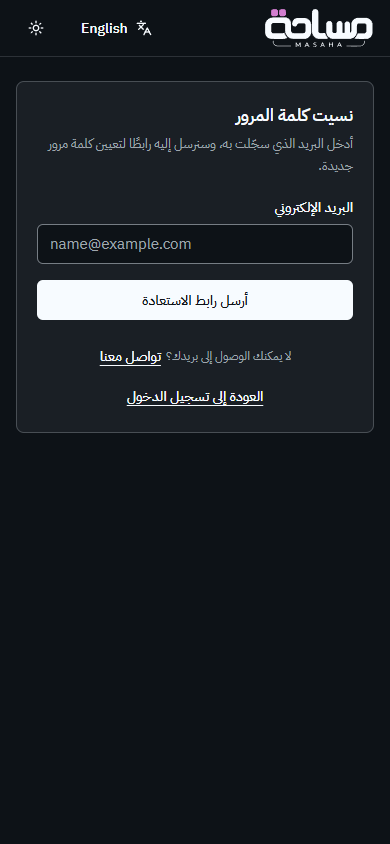 مساحة
MASAHA
English
نسيت كلمة المرور
أدخل البريد الذي سجّلت به، وسنرسل إليه رابطًا لتعيين كلمة مرور
جديدة.
البريد الإلكتروني
name@example.com
أرسل رابط الاستعادة
لا يمكنك الوصول إلى بريدك؟ تواصل معنا
العودة إلى تسجيل الدخول